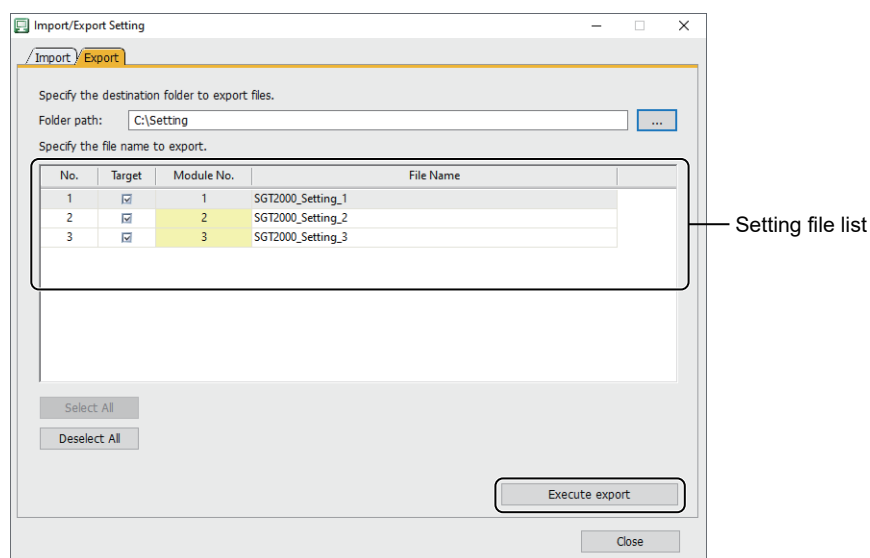 Import/Export Setting
Import Export
Specify the destination folder to export files.
Folder path: C:\Setting ...
Specify the file name to export.
No. Target Module No. File Name
1 1 SGT2000_Setting_1
2 2 SGT2000_Setting_2
3 3 SGT2000_Setting_3
Setting file list
Select All
Deselect All
Execute export
Close